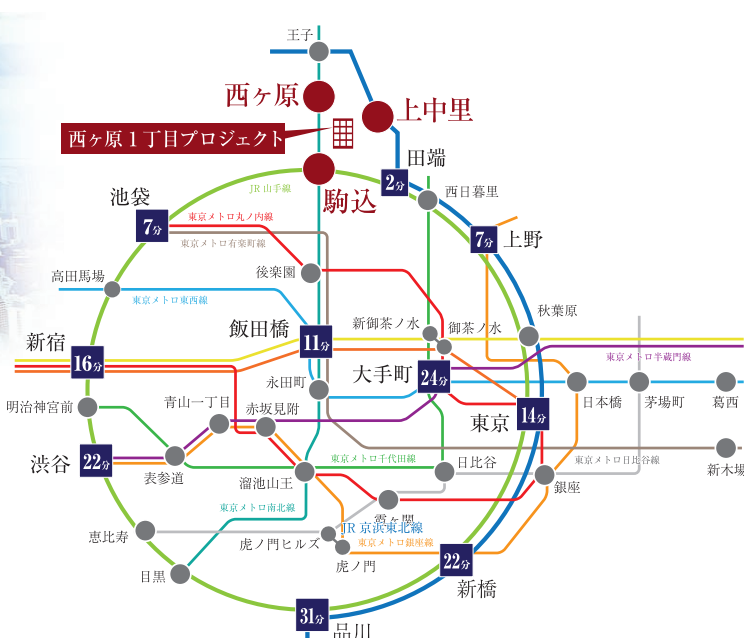 王子
西ヶ原
上中里
西ヶ原1丁目プロジェクト
田端
2分
駒込
JR山手線
西日暮里
池袋
7分
東京メトロ丸ノ内線
東京メトロ有楽町線
7分
上野
高田馬場
後楽園
東京メトロ東西線
新御茶ノ水
御茶ノ水
秋葉原
飯田橋
11分
新宿
16分
東京メトロ半蔵門線
大手町
24分
永田町
明治神宮前
青山一丁目
赤坂見附
東京
14分
日本橋
茅場町
葛西
渋谷
22分
表参道
東京メトロ千代田線
日比谷
東京メトロ日比谷線
新木場
溜池山王
銀座
東京メトロ南北線
霞ヶ関
JR京浜東北線
恵比寿
虎ノ門ヒルズ
東京メトロ銀座線
虎ノ門
22分
新橋
目黒
31分
品川